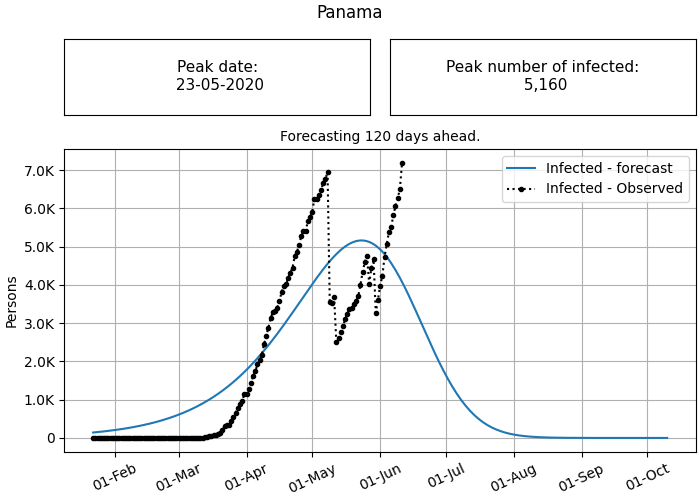 Panama
Peak date:
23-05-2020
Peak number of infected:
5,160
Forecasting 120 days ahead.
Infected - forecast
Infected - Observed
Persons
7.0K
6.0K
5.0K
4.0K
3.0K
2.0K
1.0K
0
01-Feb
01-Mar
01-Apr
01-May
01-Jun
01-Jul
01-Aug
01-Sep
01-Oct